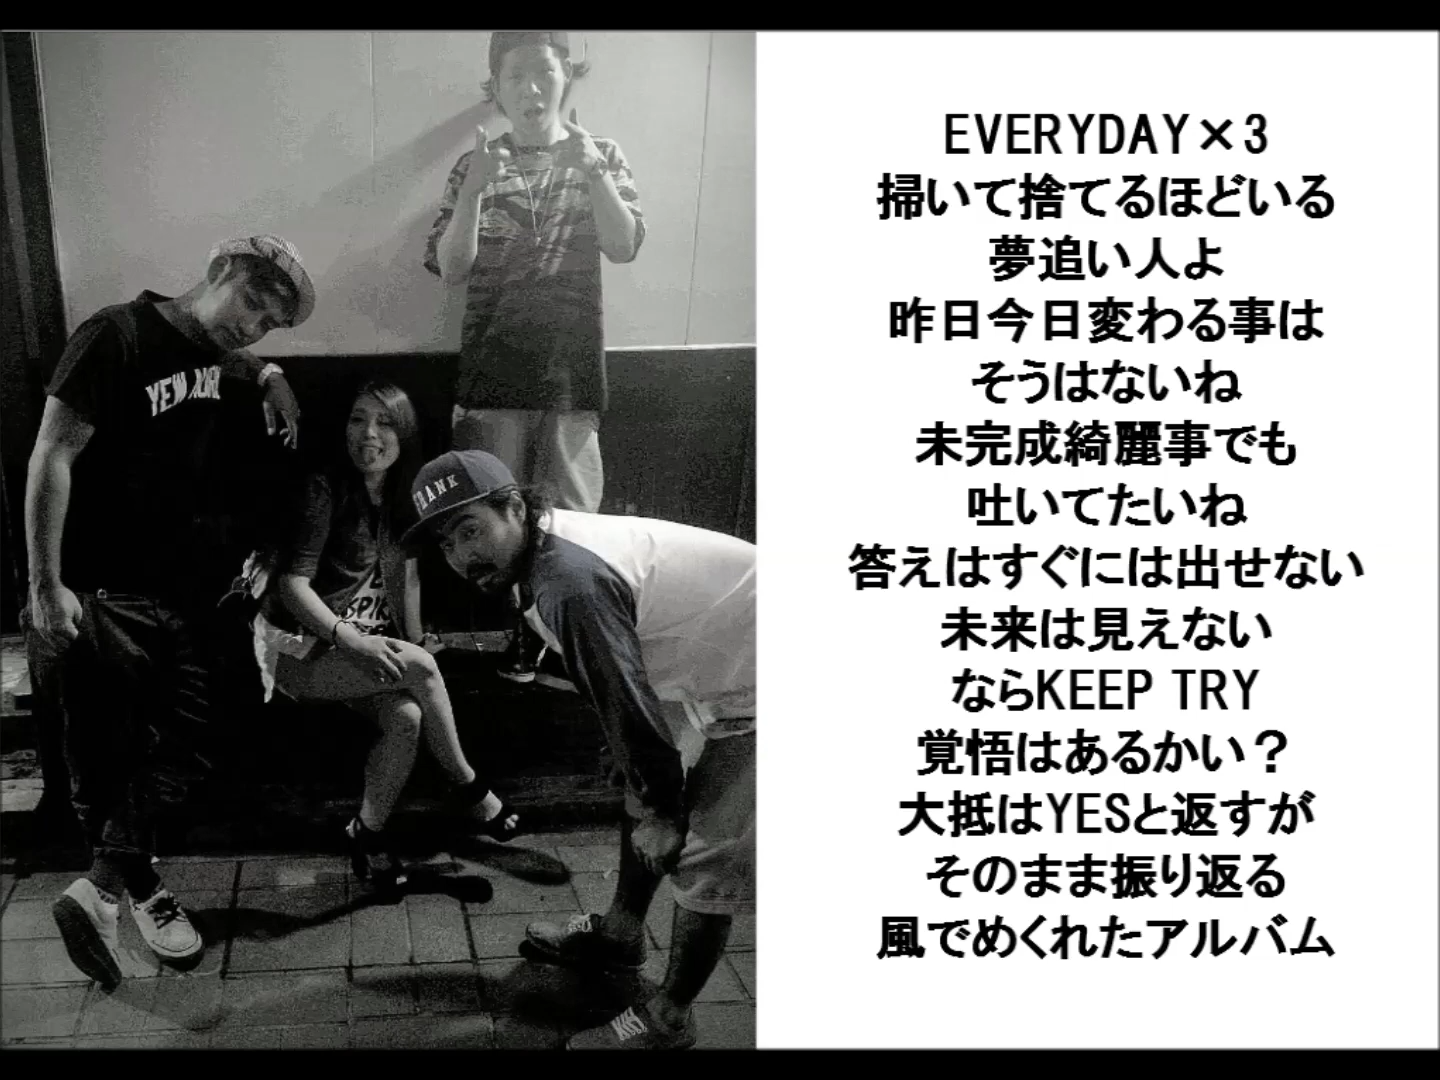 EVERYDAY×3
掃いて捨てるほどいる
夢追い人よ
昨日今日変わる事は
そうはないね
未完成綺麗事でも
吐いてたいね
答えはすぐには出せない
未来は見えない
ならKEEP TRY
覚悟はあるかい？
大抵はYESと返すが
そのまま振り返る
風でめくれたアルバム